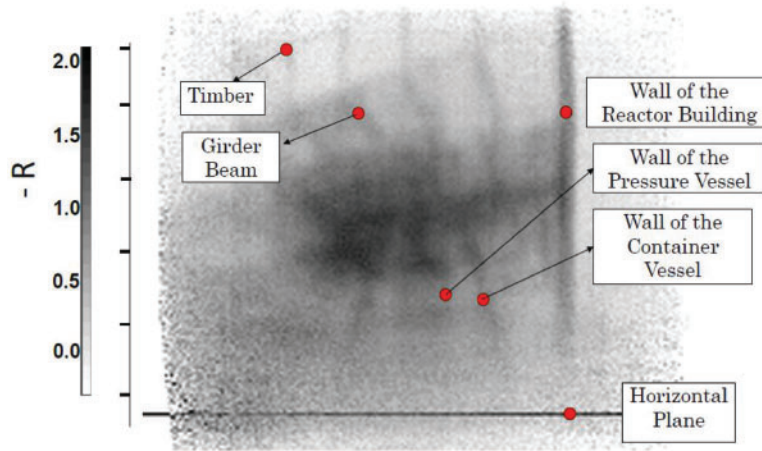 2.0
1.5
1.0
0.5
0.0
- R
Timber
Girder
Beam
Wall of the
Reactor Building
Wall of the
Pressure Vessel
Wall of the
Container
Vessel
Horizontal
Plane